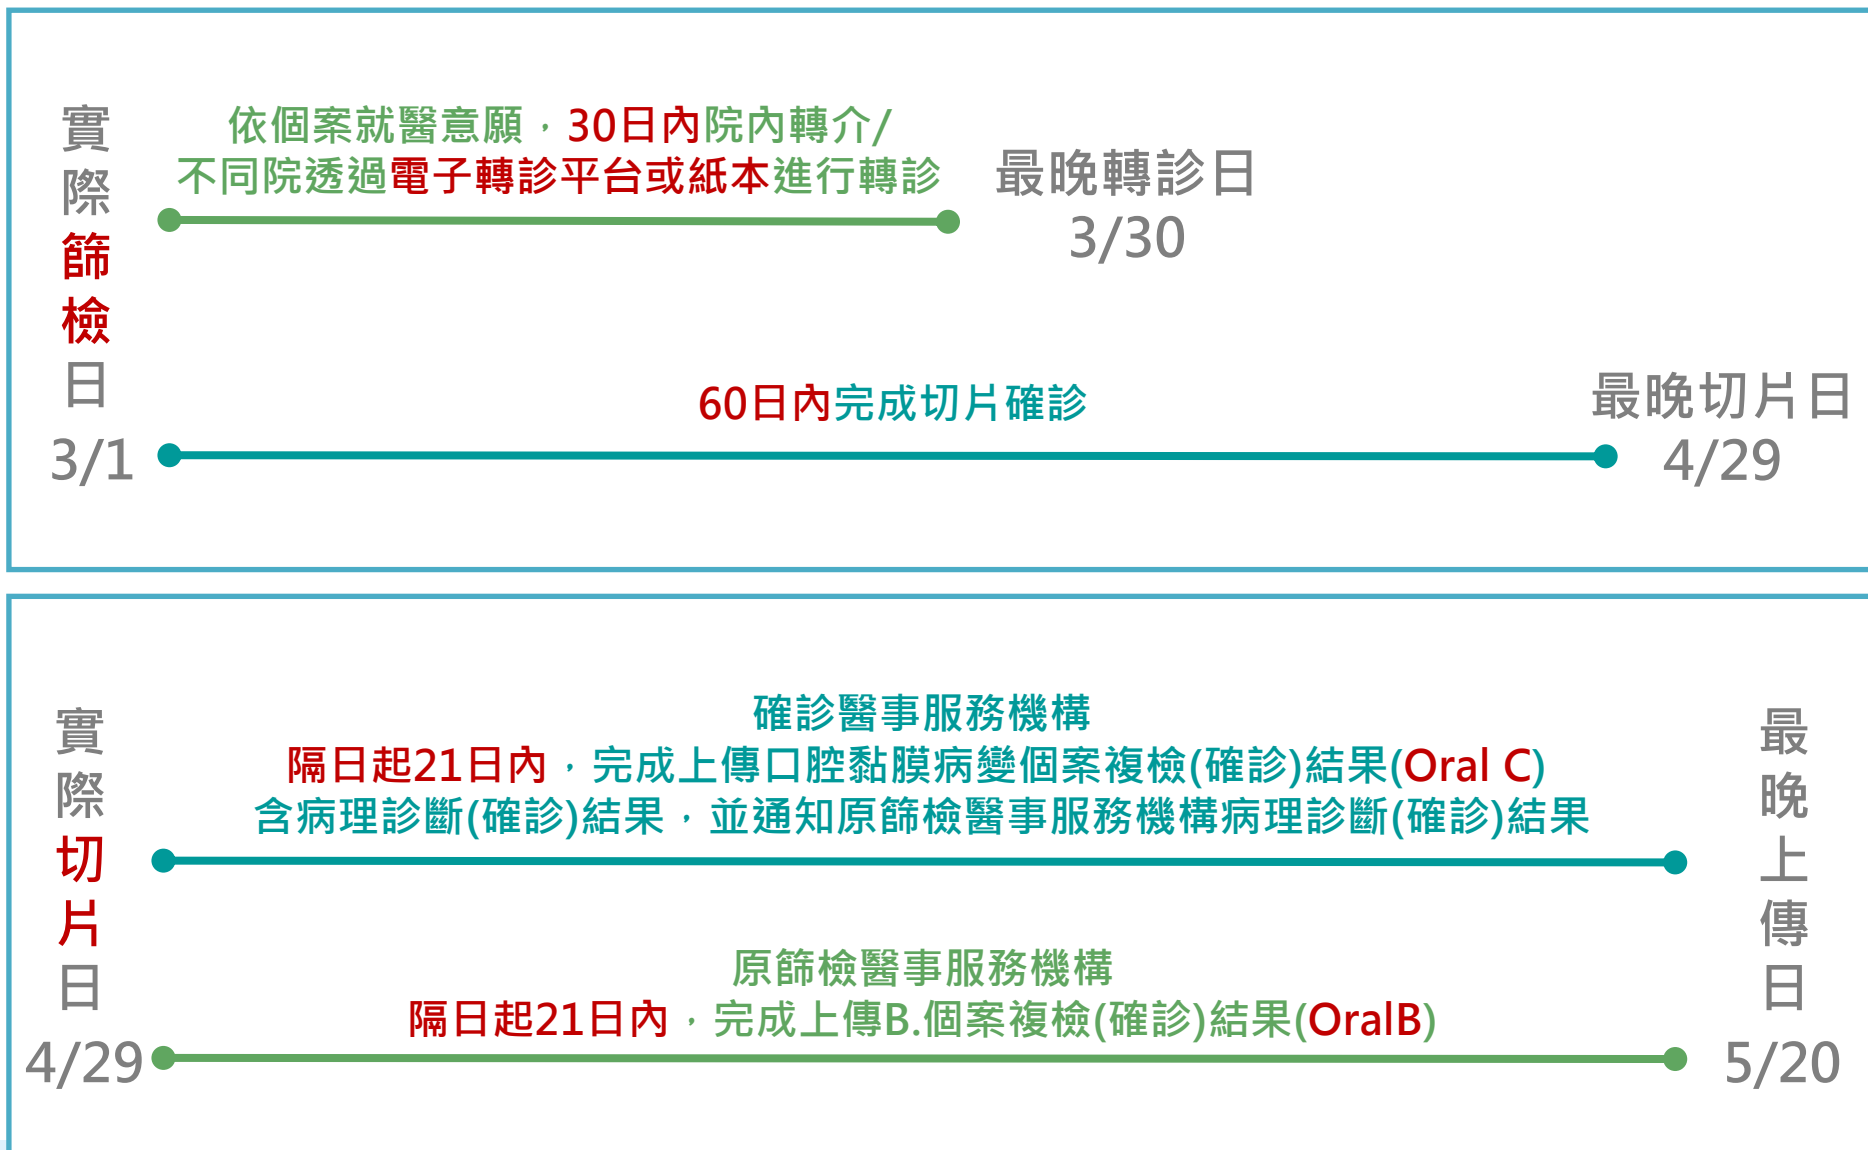 實際篩檢日
3/1
依個案就醫意願，30日內院內轉介/
不同院透過電子轉診平台或紙本進行轉診
最晚轉診日
3/30
60日內完成切片確診
最晚切片日
4/29
實際切片日
4/29
確診醫事服務機構
隔日起21日內，完成上傳口腔黏膜病變個案複檢(確診)結果(Oral C)
含病理診斷(確診)結果，並通知原篩檢醫事服務機構病理診斷(確診)結果
原篩檢醫事服務機構
隔日起21日內，完成上傳B.個案複檢(確診)結果(OralB)
最晚上傳日
5/20